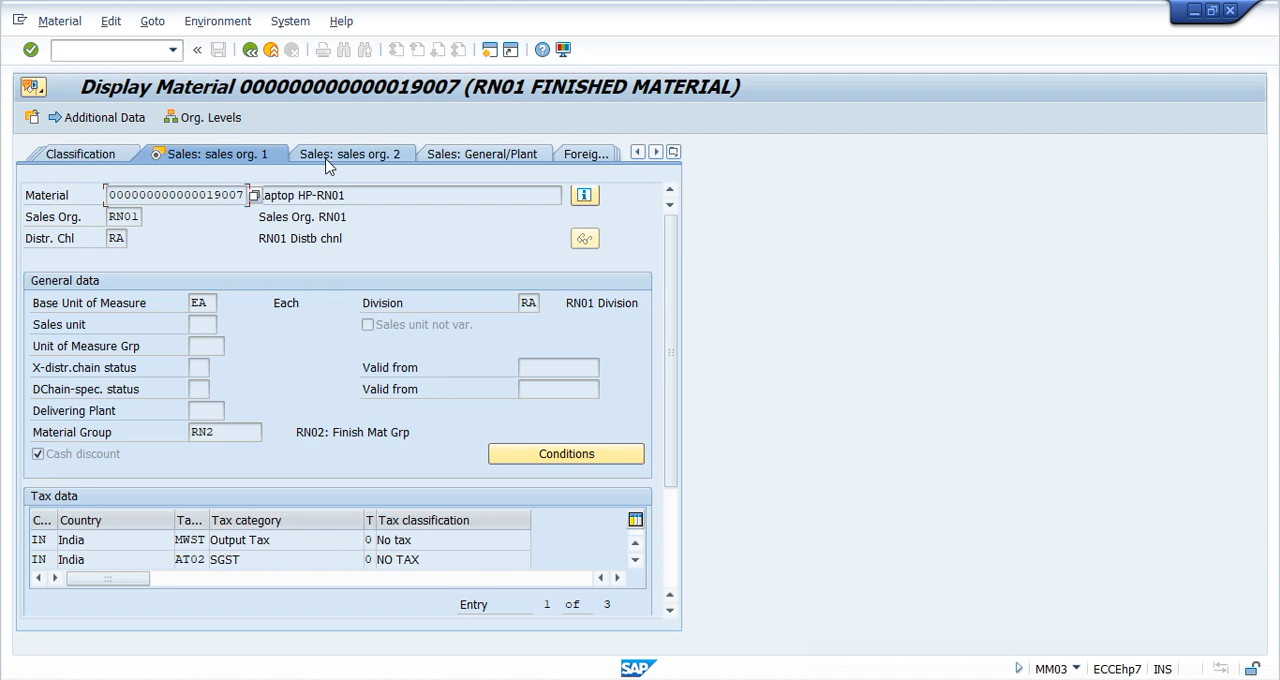 Material Edit Goto Environment System Help
Display Material 000000000000019007 (RN01 FINISHED MATERIAL)
Additional Data Org. Levels
Classification Sales: sales org. 1 Sales: sales org. 2 Sales: General/Plant Foreig...
Material 000000000000019007 aptop HP-RN01
Sales Org. RN01 Sales Org. RN01
Distr. Chl RA RN01 Distb chnl
General data
Base Unit of Measure EA Each Division RA RN01 Division
Sales unit Sales unit not var.
Unit of Measure Grp
X-distr.chain status Valid from
DChain-spec. status Valid from
Delivering Plant
Material Group RN2 RN02: Finish Mat Grp
Cash discount Conditions
Tax data
C... Country Ta... Tax category T Tax classification
IN India MWST Output Tax 0 No tax
IN India AT02 SGST 0 NO TAX
Entry 1 of 3
SAP MM03 ECCEhp7 INS